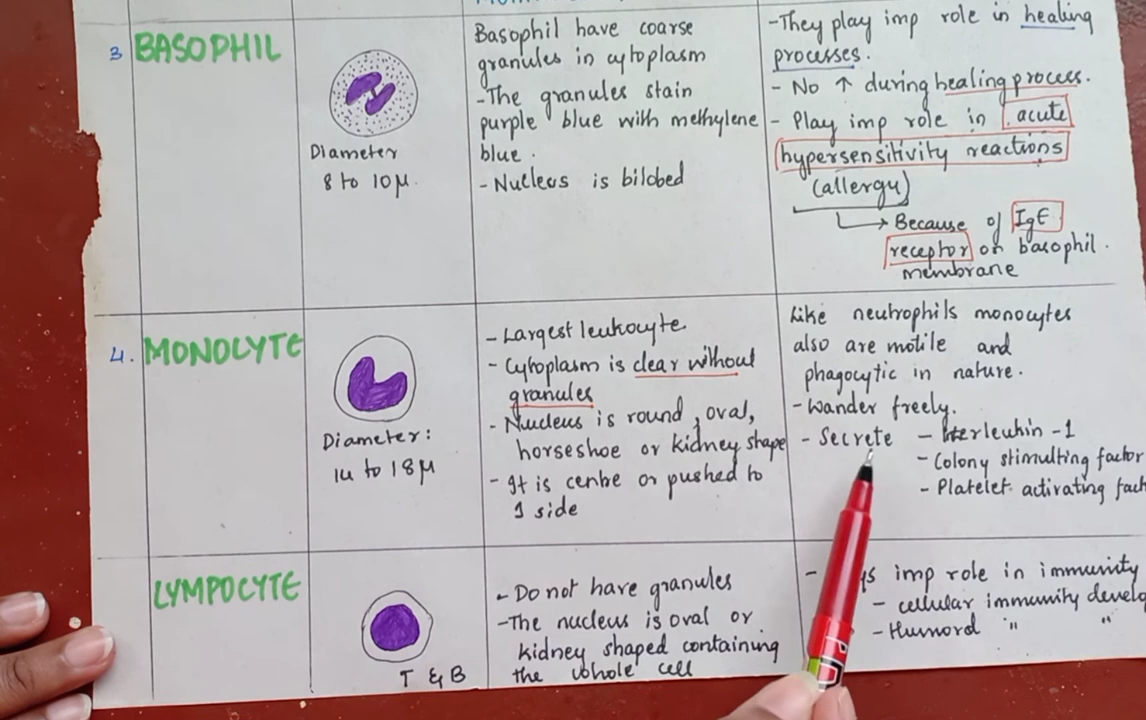 3 BASOPHIL
Diameter
8 to 10µ.
Basophil have coarse
granules in cytoplasm
-The granules stain
purple blue with methylene
blue.
- Nucleus is bilobed
-They play imp role in healing
processes.
- No ↑ during healing process.
- Play imp role in acute
hypersensitivity reactions
(allergy)
→ Because of IgE
receptor on basophil.
membrane
4. MONOLYTE
Diameter:
14 to 18µ
- Largest leukocyte
- Cytoplasm is clear without
granules
- Nucleus is round, oval,
horseshoe or kidney shape
- It is centre or pushed to
1 side
Like neutrophils monocytes
also are motile and
phagocytic in nature.
- Wander freely.
- Secrete - Iterleukin -1
- Colony stimulting factor
- Platelet activating
LYMPOCYTE
T & B
- Do not have granules
-The nucleus is oval or
kidney shaped containing
the whole cell
imp role in immunity
- cellular immunity
- Humord " "